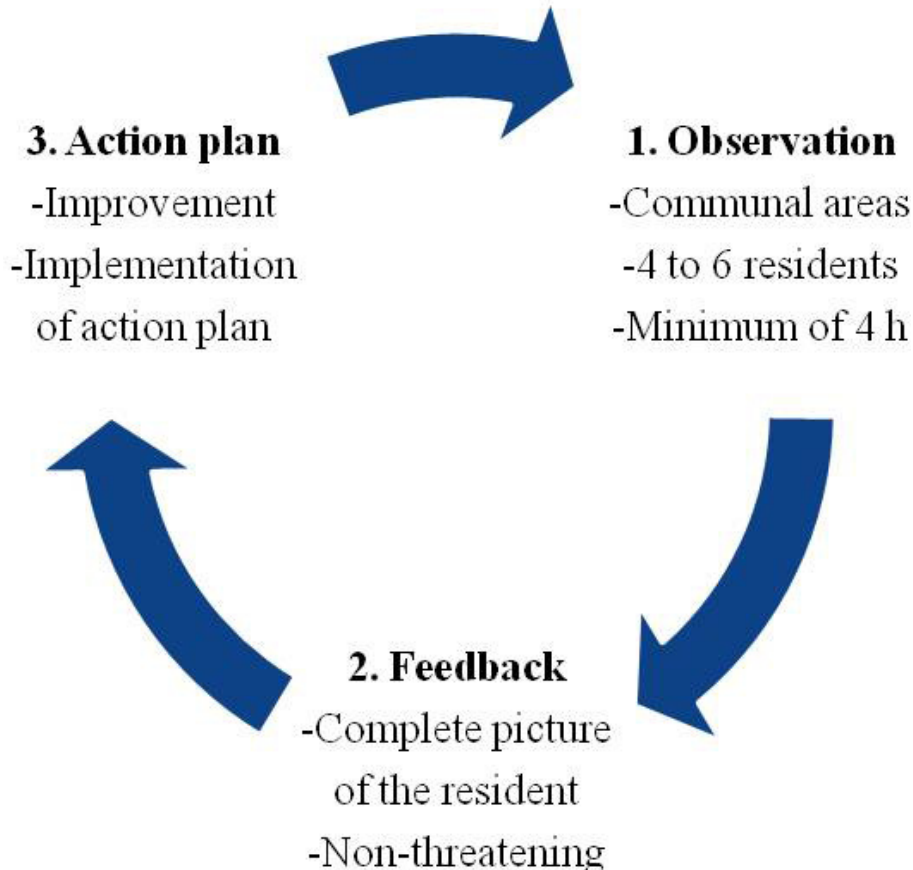 1. Observation
-Communal areas
-4 to 6 residents
-Minimum of 4 h
2. Feedback
-Complete picture
of the resident
-Non-threatening
3. Action plan
-Improvement
-Implementation
of action plan